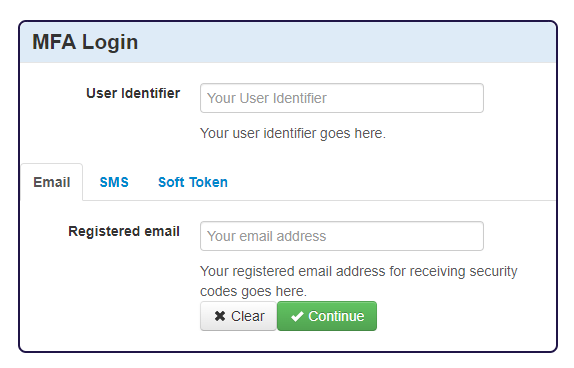 MFA Login
User Identifier
Your User Identifier
Your user identifier goes here.
Email SMS Soft Token
Registered email
Your email address
Your registered email address for receiving security
codes goes here.
Clear Continue